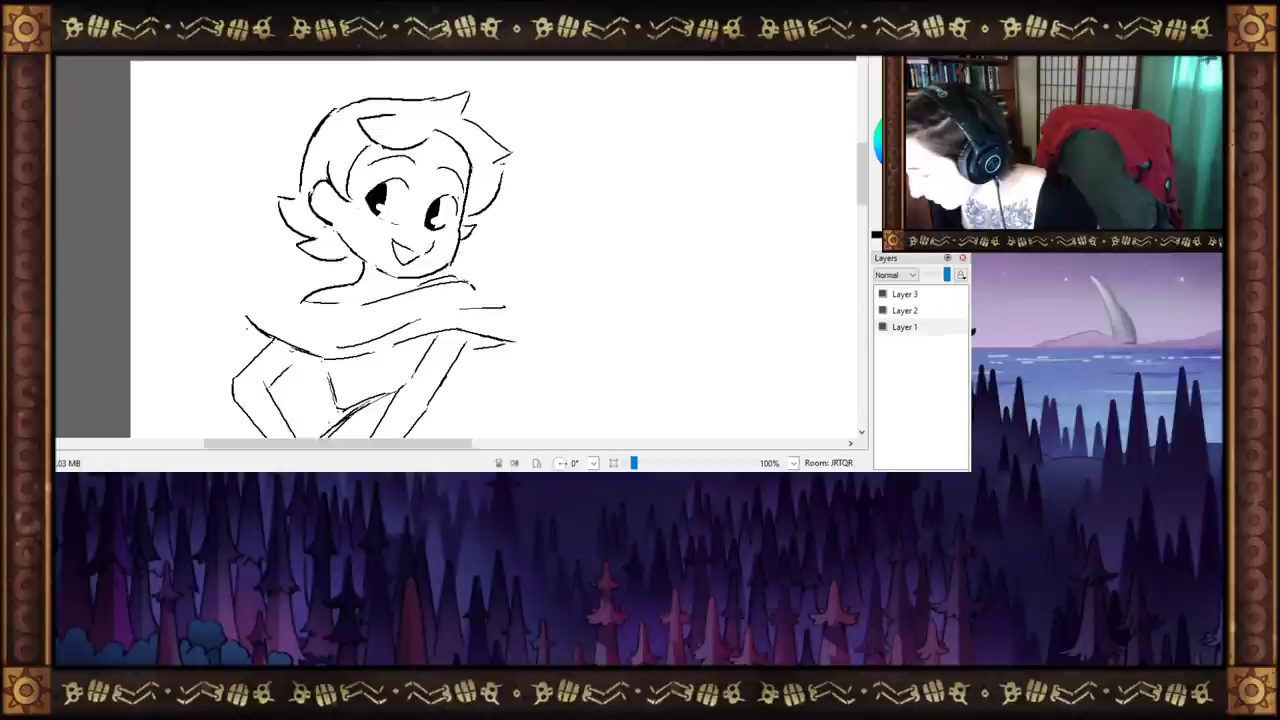 Layers
Normal
Layer 3
Layer 2
Layer 1
.03 MB
0°
100%
Room: JRTQR